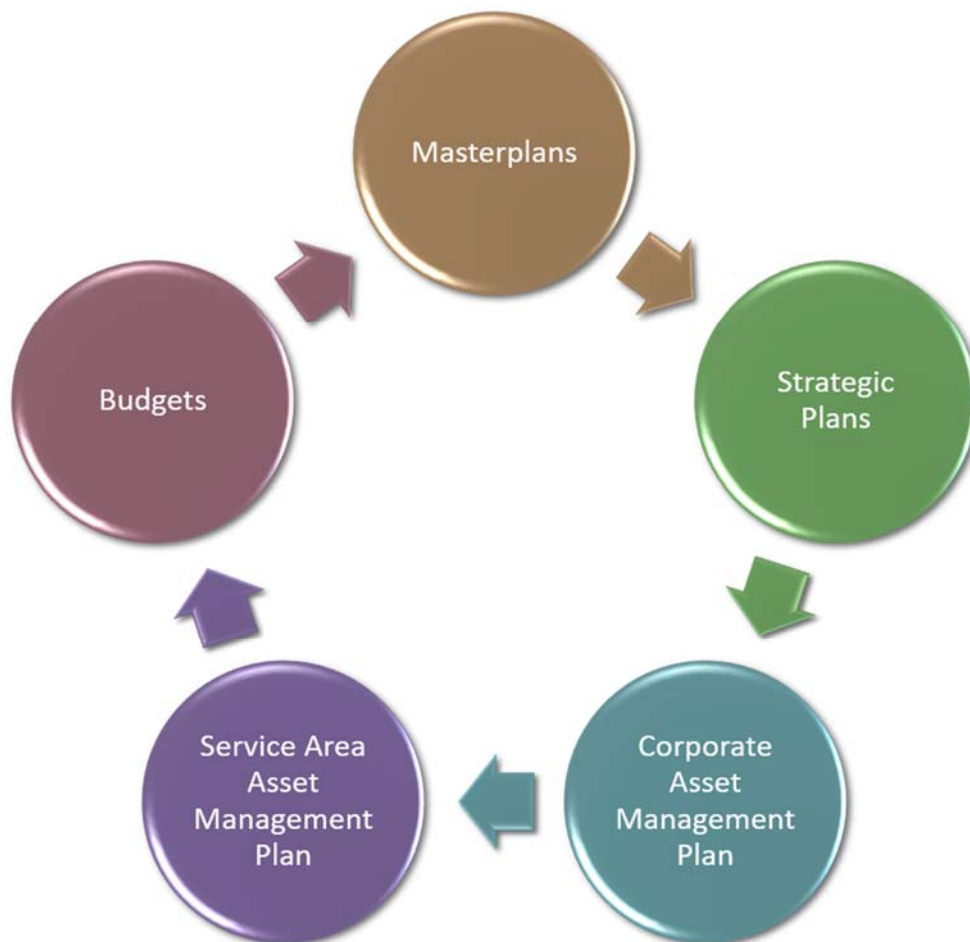 Masterplans
Strategic
Plans
Corporate
Asset
Management
Plan
Service Area
Asset
Management
Plan
Budgets